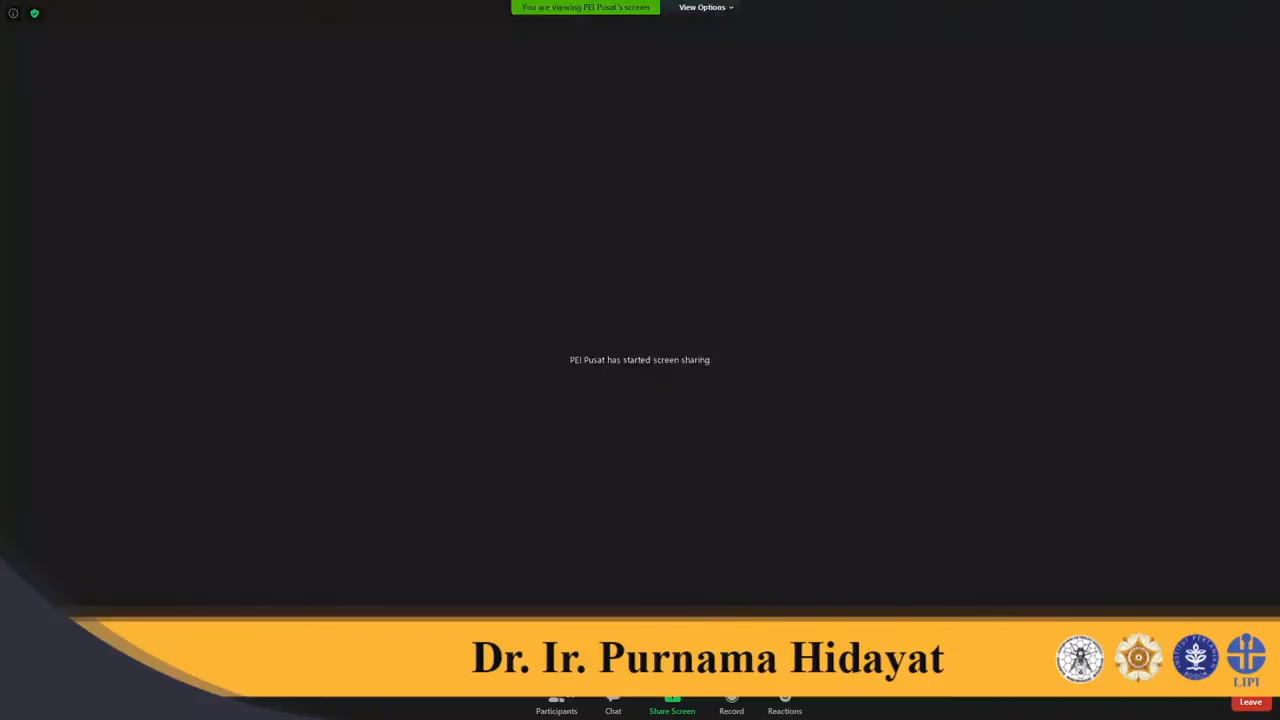 You are viewing PEI Pusat's screen
View Options
PEI Pusat has started screen sharing
Dr. Ir. Purnama Hidayat
LIPI
Participants
Chat
Share Screen
Record
Reactions
Leave